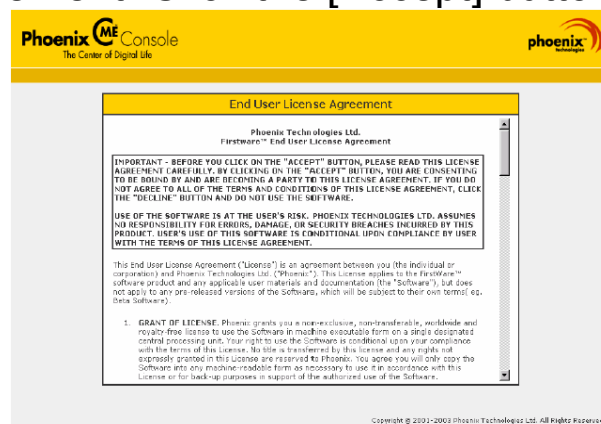 [Accept]
Phoenix cME Console
The Center of Digital Life
phoenix
technologies
End User License Agreement
Phoenix Technologies Ltd.
Firstware™ End User License Agreement
IMPORTANT - BEFORE YOU CLICK ON THE "ACCEPT" BUTTON, PLEASE READ THIS LICENSE
AGREEMENT CAREFULLY. BY CLICKING ON THE "ACCEPT" BUTTON, YOU ARE CONSENTING
TO BE BOUND BY AND ARE BECOMING A PARTY TO THIS LICENSE AGREEMENT. IF YOU DO
NOT AGREE TO ALL OF THE TERMS AND CONDITIONS OF THIS LICENSE AGREEMENT, CLICK
THE "DECLINE" BUTTON AND DO NOT USE THE SOFTWARE.
USE OF THE SOFTWARE IS AT THE USER'S RISK. PHOENIX TECHNOLOGIES LTD. ASSUMES
NO RESPONSIBILITY FOR ERRORS, DAMAGE, OR SECURITY BREACHES INCURRED BY THIS
PRODUCT. USER'S USE OF THIS SOFTWARE IS CONDITIONAL UPON COMPLIANCE BY USER
WITH THE TERMS OF THIS LICENSE AGREEMENT.
This End User License Agreement ("License") is an agreement between you (the individual or
corporation) and Phoenix Technologies Ltd. ("Phoenix"). This License applies to the FirstWare™
software product and any applicable user materials and documentation (the "Software"), but does
not apply to any pre-released versions of the Software, which will be subject to their own terms( eg.
Beta Software).
1. GRANT OF LICENSE. Phoenix grants you a non-exclusive, non-transferable, worldwide and
royalty-free license to use the Software in machine executable form on a single designated
central processing unit. Your right to use the Software is conditional upon your compliance
with the terms of this License. No title is transferred by this license and any rights not
expressly granted in this License are reserved to Phoenix. You agree you will only copy the
Software into any machine-readable form as necessary to use it in accordance with this
License or for back-up purposes in support of the authorized use of the Software.
Copyright © 2001-2003 Phoenix Technologies Ltd. All Rights Reserve